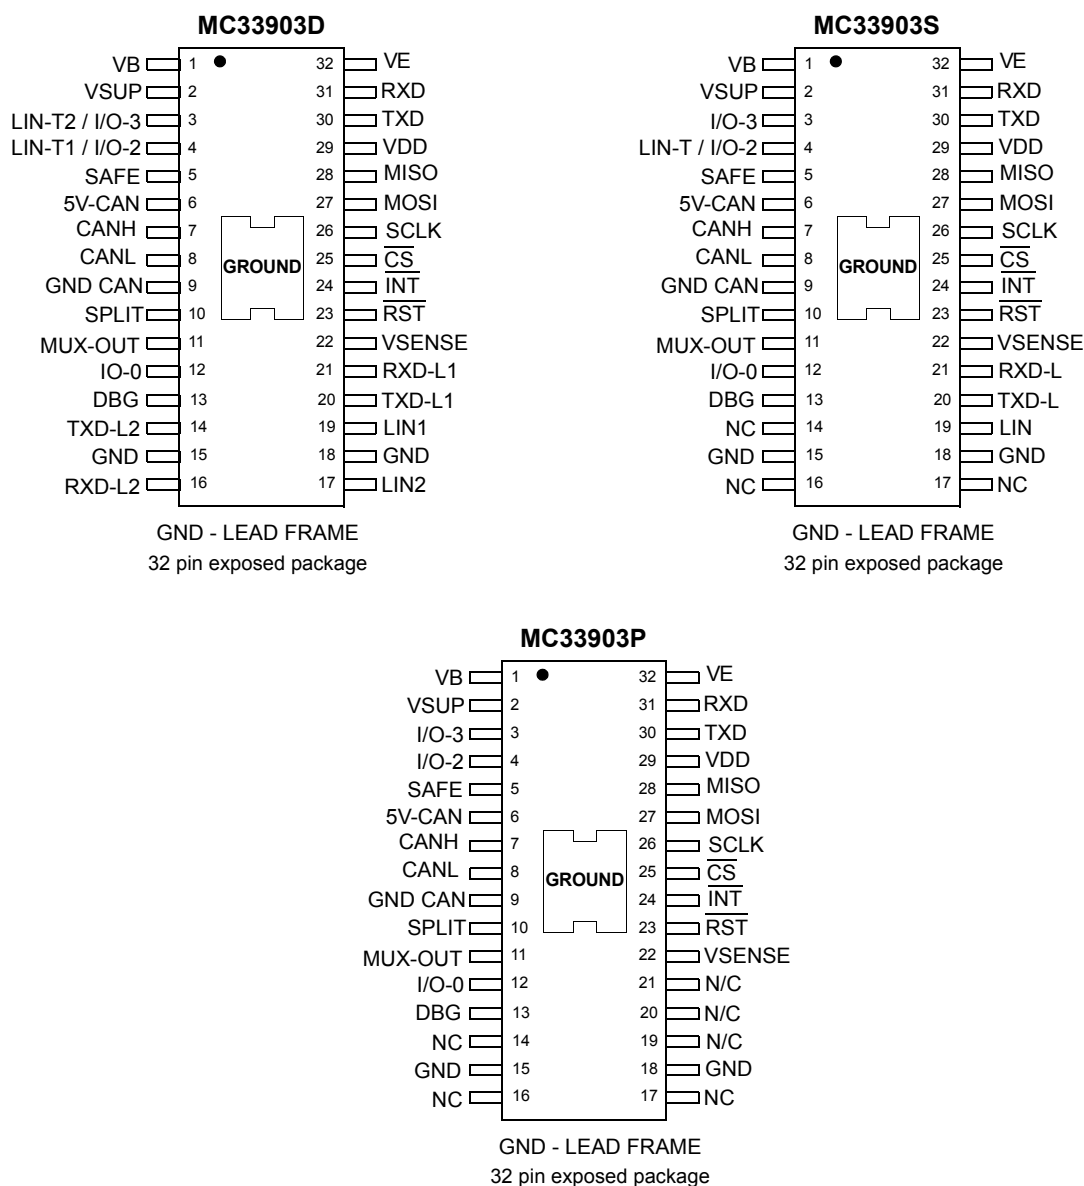 MC33903D
VB 1 32 VE
VSUP 2 31 RXD
LIN-T2 / I/O-3 3 30 TXD
LIN-T1 / I/O-2 4 29 VDD
SAFE 5 28 MISO
5V-CAN 6 27 MOSI
CANH 7 26 SCLK
CANL 8 25 CS
GROUND
GND CAN 9 24 INT
SPLIT 10 23 RST
MUX-OUT 11 22 VSENSE
IO-0 12 21 RXD-L1
DBG 13 20 TXD-L1
TXD-L2 14 19 LIN1
GND 15 18 GND
RXD-L2 16 17 LIN2
GND - LEAD FRAME
32 pin exposed package
MC33903S
VB 1 32 VE
VSUP 2 31 RXD
I/O-3 3 30 TXD
LIN-T / I/O-2 4 29 VDD
SAFE 5 28 MISO
5V-CAN 6 27 MOSI
CANH 7 26 SCLK
CANL 8 25 CS
GROUND
GND CAN 9 24 INT
SPLIT 10 23 RST
MUX-OUT 11 22 VSENSE
I/O-0 12 21 RXD-L
DBG 13 20 TXD-L
NC 14 19 LIN
GND 15 18 GND
NC 16 17 NC
GND - LEAD FRAME
32 pin exposed package
MC33903P
VB 1 32 VE
VSUP 2 31 RXD
I/O-3 3 30 TXD
I/O-2 4 29 VDD
SAFE 5 28 MISO
5V-CAN 6 27 MOSI
CANH 7 26 SCLK
CANL 8 25 CS
GROUND
GND CAN 9 24 INT
SPLIT 10 23 RST
MUX-OUT 11 22 VSENSE
I/O-0 12 21 N/C
DBG 13 20 N/C
NC 14 19 N/C
GND 15 18 GND
NC 16 17 NC
GND - LEAD FRAME
32 pin exposed package